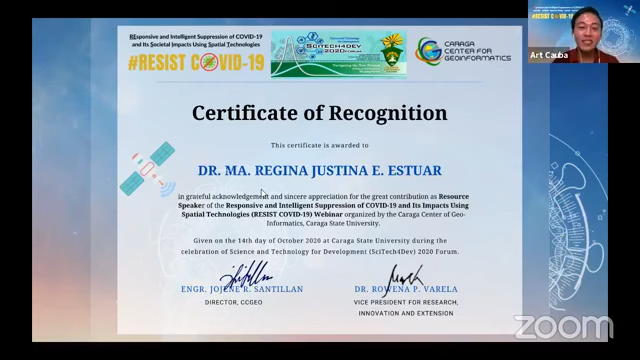 REsponsive and Intelligent Suppression of COVID-19
and Its Societal Impacts Using Spatial Technologies
#RESIST COVID-19
SCITECH4DEV
2020 FORUM
CARAGA
CENTER FOR
GEOINFORMATICS
Art Cauba
Certificate of Recognition
This certificate is awarded to
DR. MA. REGINA JUSTINA E. ESTUAR
in grateful acknowledgement and sincere appreciation for the great contribution as Resource
Speaker of the Responsive and Intelligent Suppression of COVID-19 and Its Impacts Using
Spatial Technologies (RESIST COVID-19) Webinar organized by the Caraga Center of Geo-
Informatics, Caraga State University.
Given on the 14th day of October 2020 at Caraga State University during the
celebration of Science and Technology for Development (SciTech4Dev) 2020 Forum.
ENGR. JOJENE R. SANTILLAN
DIRECTOR, CCGEO
DR. ROWENA P. VARELA
VICE PRESIDENT FOR RESEARCH,
INNOVATION AND EXTENSION
zoom